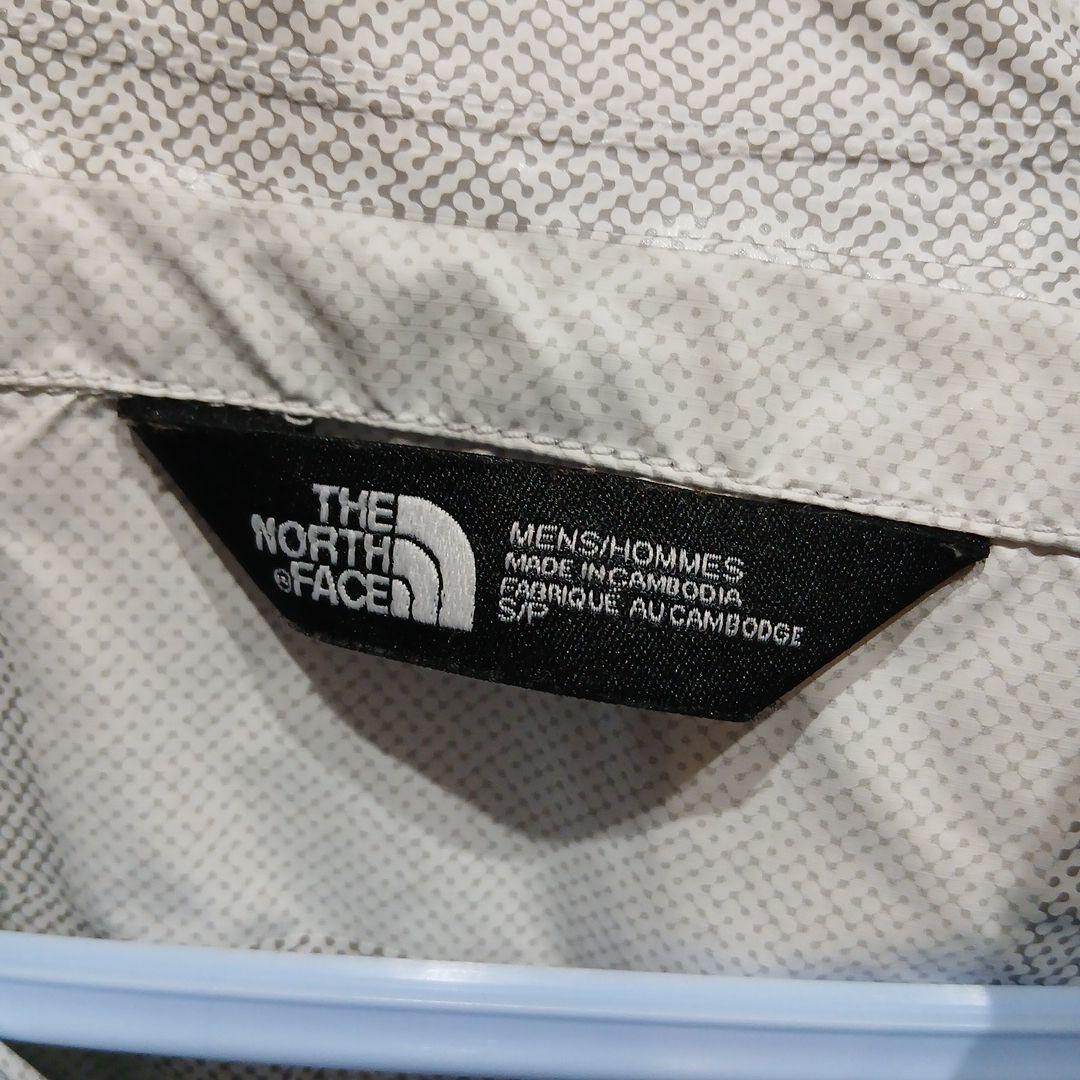 THE
NORTH
®FACE
MENS/HOMMES
MADE IN CAMBODIA
FABRIQUE AU CAMBODGE
S/P